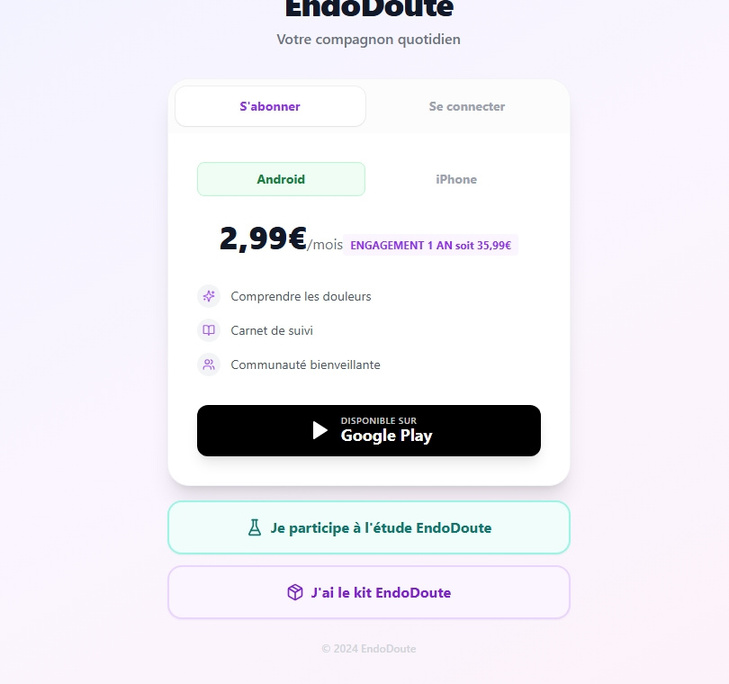 EndoDoute
Votre compagnon quotidien
S'abonner
Se connecter
Android
iPhone
2,99€/mois ENGAGEMENT 1 AN soit 35,99€
Comprendre les douleurs
Carnet de suivi
Communauté bienveillante
DISPONIBLE SUR
Google Play
Je participe à l'étude EndoDoute
J'ai le kit EndoDoute
© 2024 EndoDoute